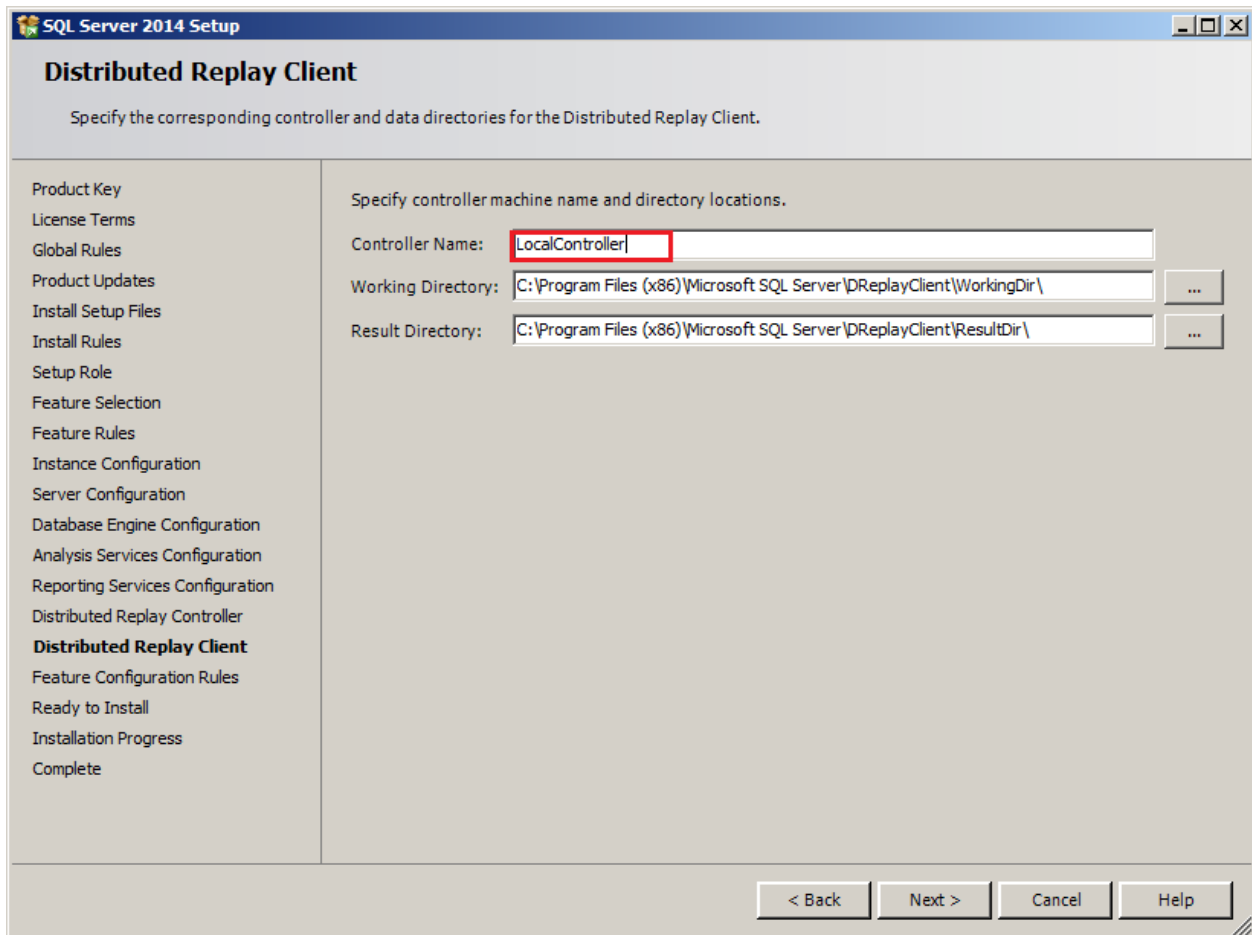 SQL Server 2014 Setup
Distributed Replay Client
Specify the corresponding controller and data directories for the Distributed Replay Client.
Product Key
License Terms
Global Rules
Product Updates
Install Setup Files
Install Rules
Setup Role
Feature Selection
Feature Rules
Instance Configuration
Server Configuration
Database Engine Configuration
Analysis Services Configuration
Reporting Services Configuration
Distributed Replay Controller
Distributed Replay Client
Feature Configuration Rules
Ready to Install
Installation Progress
Complete
Specify controller machine name and directory locations.
Controller Name: LocalController
Working Directory: C:\Program Files (x86)\Microsoft SQL Server\DReplayClient\WorkingDir\ ...
Result Directory: C:\Program Files (x86)\Microsoft SQL Server\DReplayClient\ResultDir\ ...
< Back Next > Cancel Help